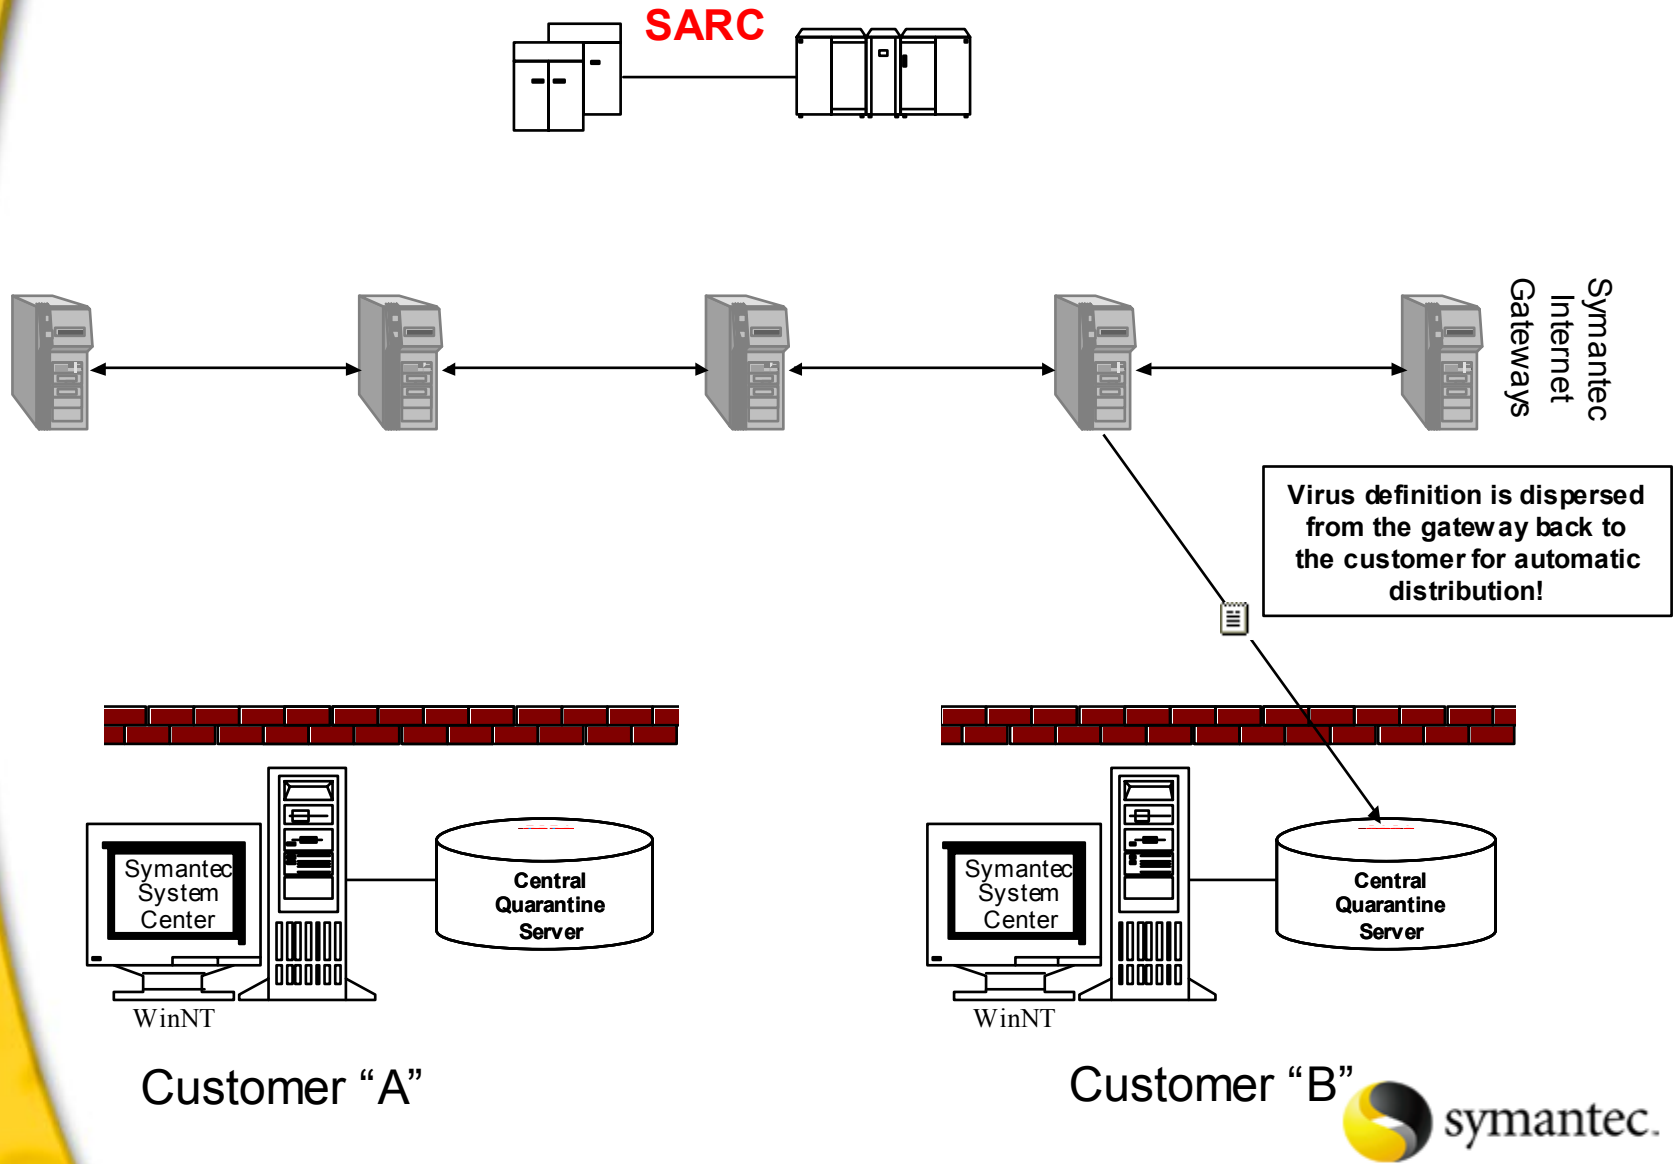 SARC
Symantec
Internet
Gateways
Virus definition is dispersed
from the gateway back to
the customer for automatic
distribution!
Symantec
System
Center
Central
Quarantine
Server
WinNT
Customer “A”
Symantec
System
Center
Central
Quarantine
Server
WinNT
Customer “B”
symantec.